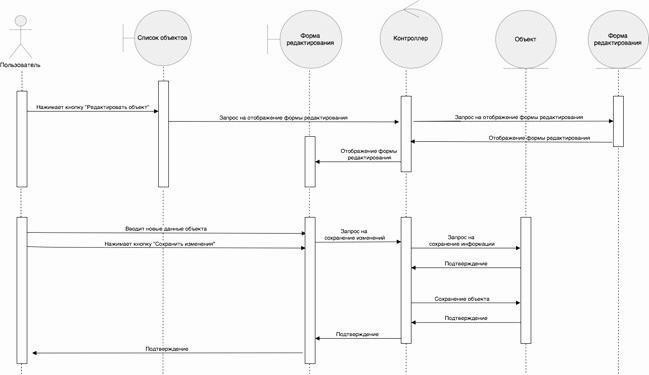 Пользователь
Список объектов
Форма
редактирования
Контроллер
Объект
Форма
редактирования
Нажимает кнопку "Редактировать объект"
Запрос на отображение формы редактирования
Запрос на отображение формы редактирования
Отображение формы редактирования
Отображение формы
редактирования
Вводит новые данные объекта
Нажимает кнопку "Сохранить изменения"
Запрос на
сохранение изменений
Запрос на
сохранение информации
Подтверждение
Сохранение объекта
Подтверждение
Подтверждение
Подтверждение